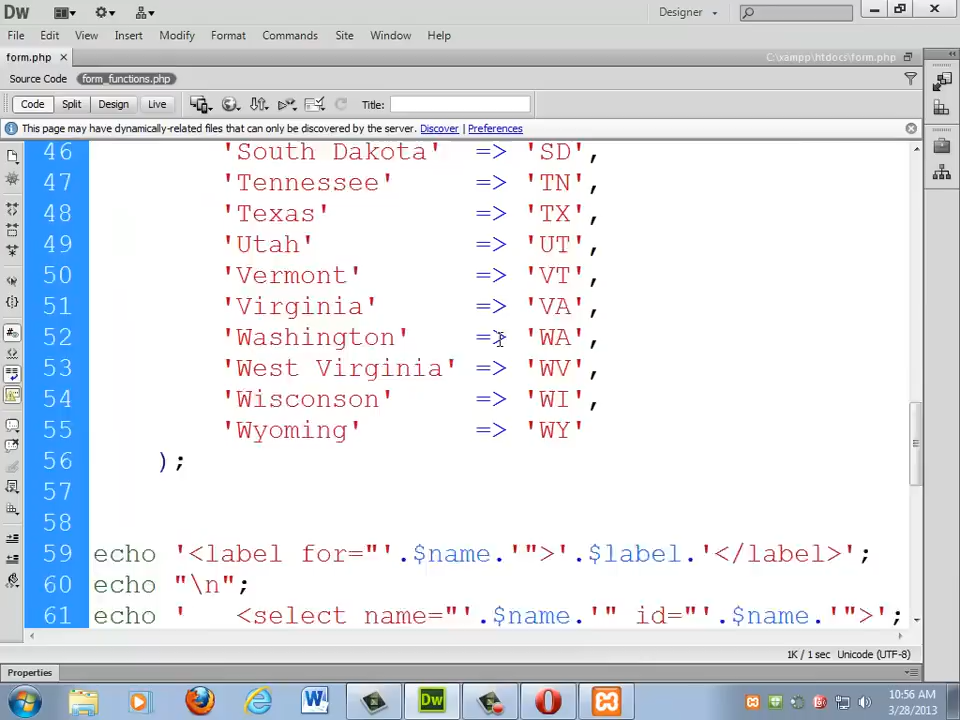 Dw
Designer
File Edit View Insert Modify Format Commands Site Window Help
form.php
C:\xampp\htdocs\form.php
Source Code form_functions.php
Code Split Design Live Title:
This page may have dynamically-related files that can only be discovered by the server. Discover | Preferences
46 'South Dakota' => 'SD',
47 'Tennessee' => 'TN',
48 'Texas' => 'TX',
49 'Utah' => 'UT',
50 'Vermont' => 'VT',
51 'Virginia' => 'VA',
52 'Washington' => 'WA',
53 'West Virginia' => 'WV',
54 'Wisconson' => 'WI',
55 'Wyoming' => 'WY'
56 );
57
58
59 echo '<label for="'.$name.'">'.$label.'</label>';
60 echo "\n";
61 echo ' <select name="'.$name.'" id="'.$name.'">';
1K / 1 sec Unicode (UTF-8)
Properties
W Dw
10:56 AM
3/28/2013